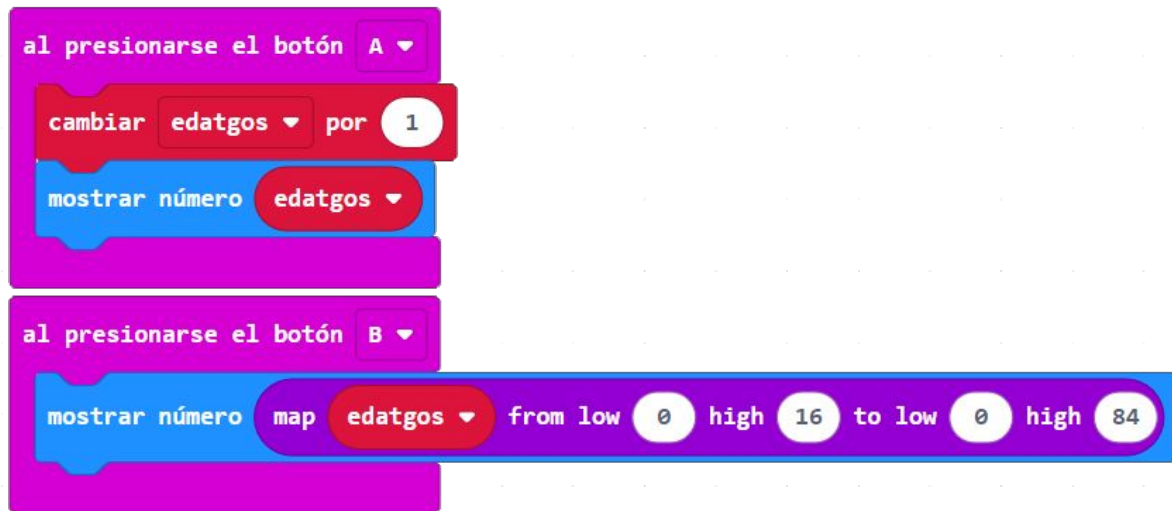 al presionarse el botón A
cambiar edatgos por 1
mostrar número edatgos
al presionarse el botón B
mostrar número map edatgos from low 0 high 16 to low 0 high 84